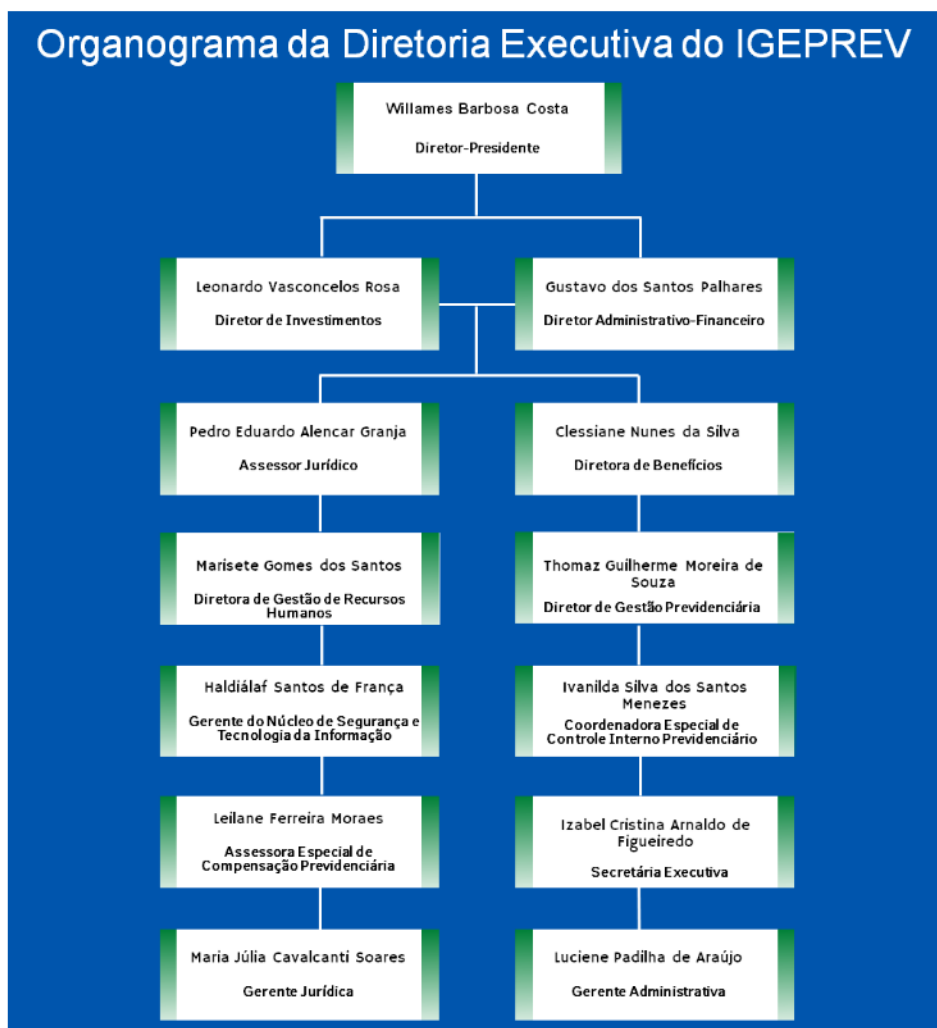 Organograma da Diretoria Executiva do IGEPREV
Willames Barbosa Costa
Diretor-Presidente
Leonardo Vasconcelos Rosa
Diretor de Investimentos
Gustavo dos Santos Palhares
Diretor Administrativo-Financeiro
Pedro Eduardo Alencar Granja
Assessor Jurídico
Clessiane Nunes da Silva
Diretora de Benefícios
Marisete Gomes dos Santos
Diretora de Gestão de Recursos
Humanos
Thomaz Guilherme Moreira de
Souza
Diretor de Gestão Previdenciária
Haldiálaf Santos de França
Gerente do Núcleo de Segurança e
Tecnologia da Informação
Ivanilda Silva dos Santos
Menezes
Coordenadora Especial de
Controle Interno Previdenciário
Leilane Ferreira Moraes
Assessora Especial de
Compensação Previdenciária
Izabel Cristina Arnaldo de
Figueiredo
Secretária Executiva
Maria Júlia Cavalcanti Soares
Gerente Jurídica
Luciene Padilha de Araújo
Gerente Administrativa